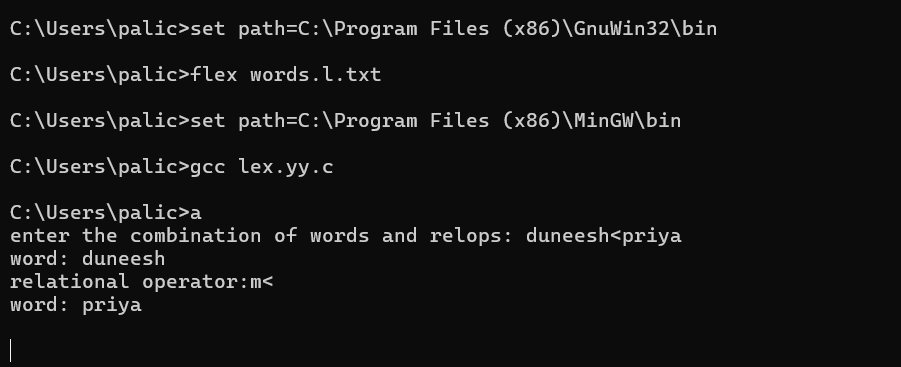 C:\Users\palic>set path=C:\Program Files (x86)\GnuWin32\bin
C:\Users\palic>flex words.l.txt
C:\Users\palic>set path=C:\Program Files (x86)\MinGW\bin
C:\Users\palic>gcc lex.yy.c
C:\Users\palic>a
enter the combination of words and relops: duneesh<priya
word: duneesh
relational operator:m<
word: priya